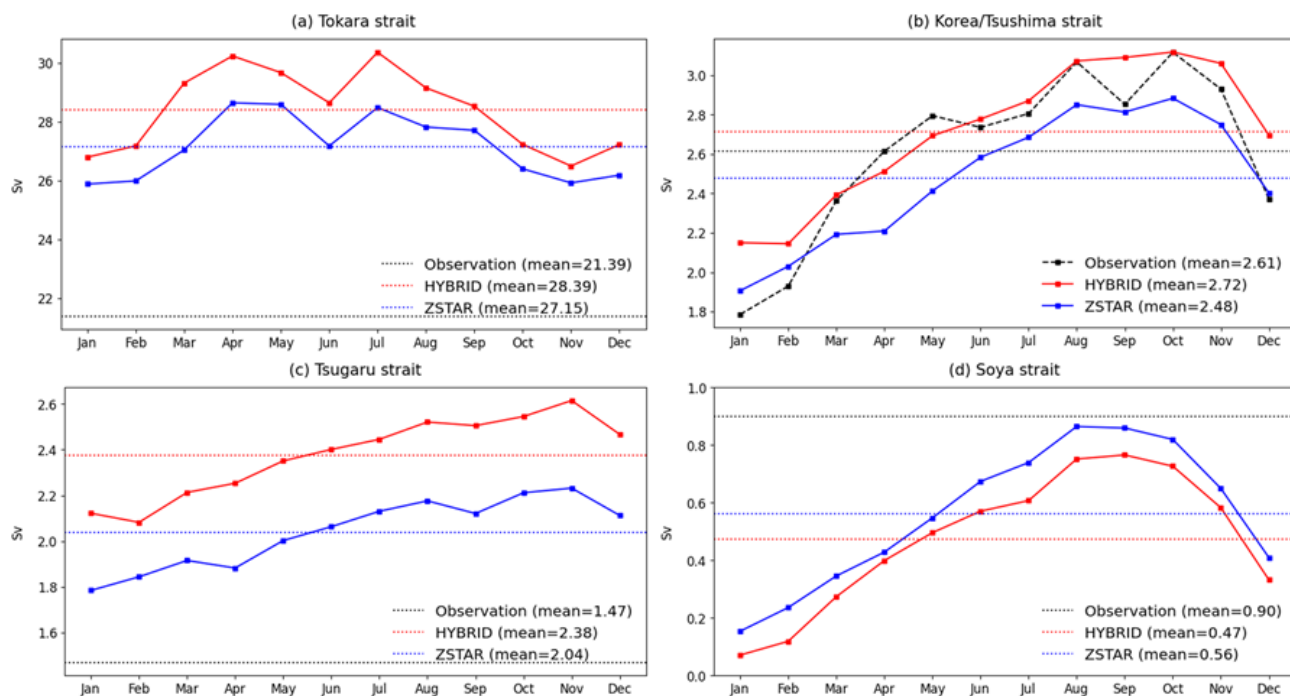 (a) Tokara strait
Sv
30
28
26
24
22
Observation (mean=21.39)
HYBRID (mean=28.39)
ZSTAR (mean=27.15)
Jan Feb Mar Apr May Jun Jul Aug Sep Oct Nov Dec
(b) Korea/Tsushima strait
Sv
3.0
2.8
2.6
2.4
2.2
2.0
1.8
Observation (mean=2.61)
HYBRID (mean=2.72)
ZSTAR (mean=2.48)
Jan Feb Mar Apr May Jun Jul Aug Sep Oct Nov Dec
(c) Tsugaru strait
Sv
2.6
2.4
2.2
2.0
1.8
1.6
Observation (mean=1.47)
HYBRID (mean=2.38)
ZSTAR (mean=2.04)
Jan Feb Mar Apr May Jun Jul Aug Sep Oct Nov Dec
(d) Soya strait
Sv
1.0
0.8
0.6
0.4
0.2
0.0
Observation (mean=0.90)
HYBRID (mean=0.47)
ZSTAR (mean=0.56)
Jan Feb Mar Apr May Jun Jul Aug Sep Oct Nov Dec